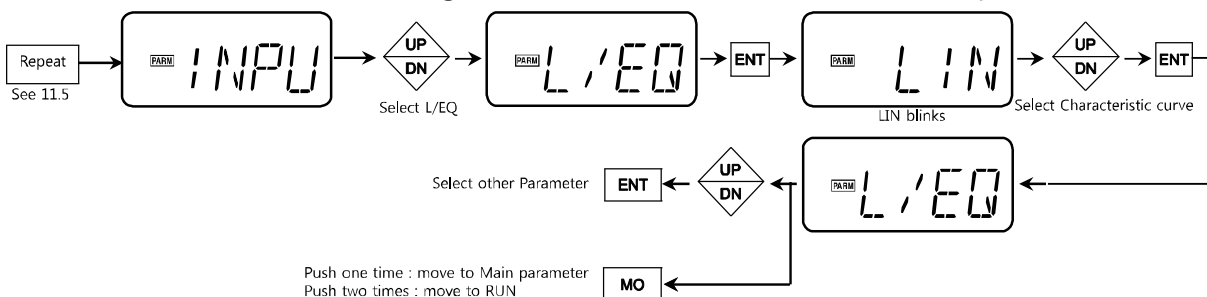 Repeat
See 11.5
PARM INPU
UP
DN
Select L/EQ
PARM L/EQ
ENT
PARM LIN
LIN blinks
UP
DN
Select Characteristic curve
ENT
PARM L/EQ
UP
DN
ENT
Select other Parameter
MO
Push one time : move to Main parameter
Push two times : move to RUN